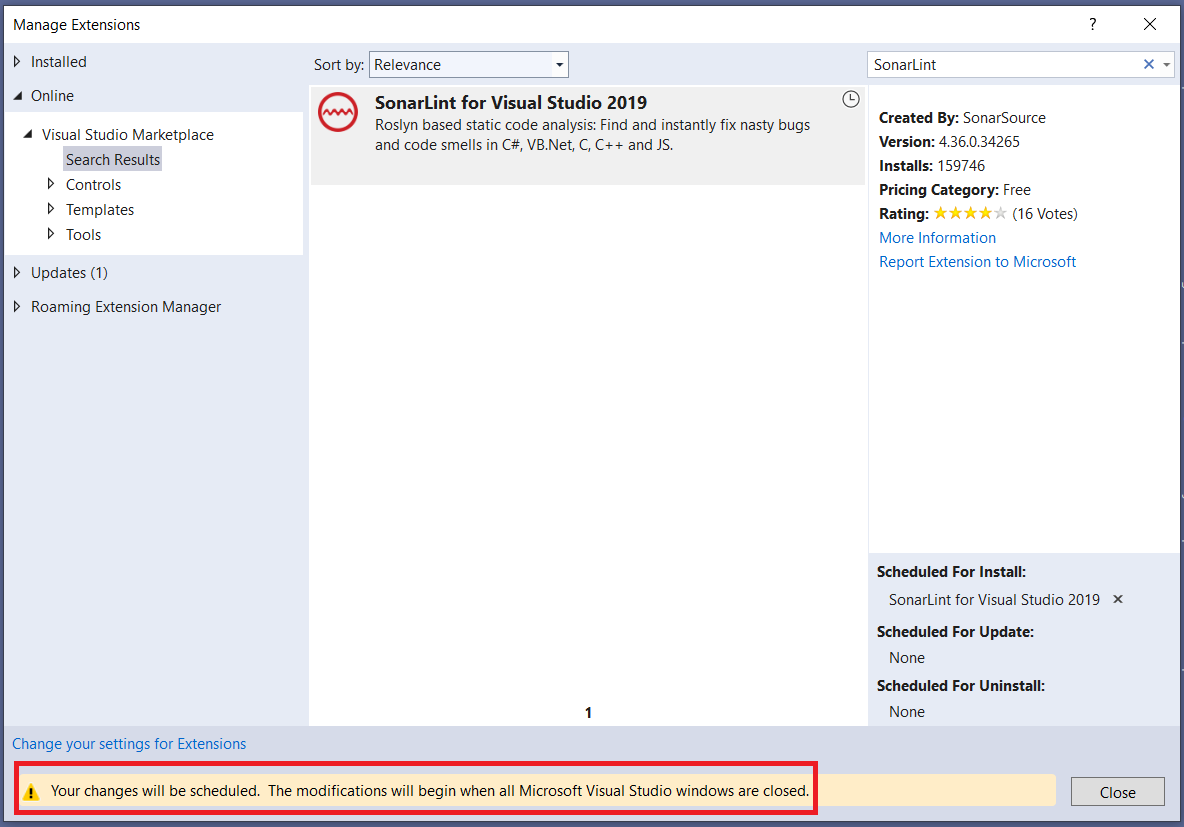 Manage Extensions
?
Installed
Online
Visual Studio Marketplace
Search Results
Controls
Templates
Tools
Updates (1)
Roaming Extension Manager
Sort by: Relevance
SonarLint for Visual Studio 2019
Roslyn based static code analysis: Find and instantly fix nasty bugs
and code smells in C#, VB.Net, C, C++ and JS.
1
SonarLint
Created By: SonarSource
Version: 4.36.0.34265
Installs: 159746
Pricing Category: Free
Rating: (16 Votes)
More Information
Report Extension to Microsoft
Scheduled For Install:
SonarLint for Visual Studio 2019
Scheduled For Update:
None
Scheduled For Uninstall:
None
Change your settings for Extensions
Your changes will be scheduled.  The modifications will begin when all Microsoft Visual Studio windows are closed.
Close